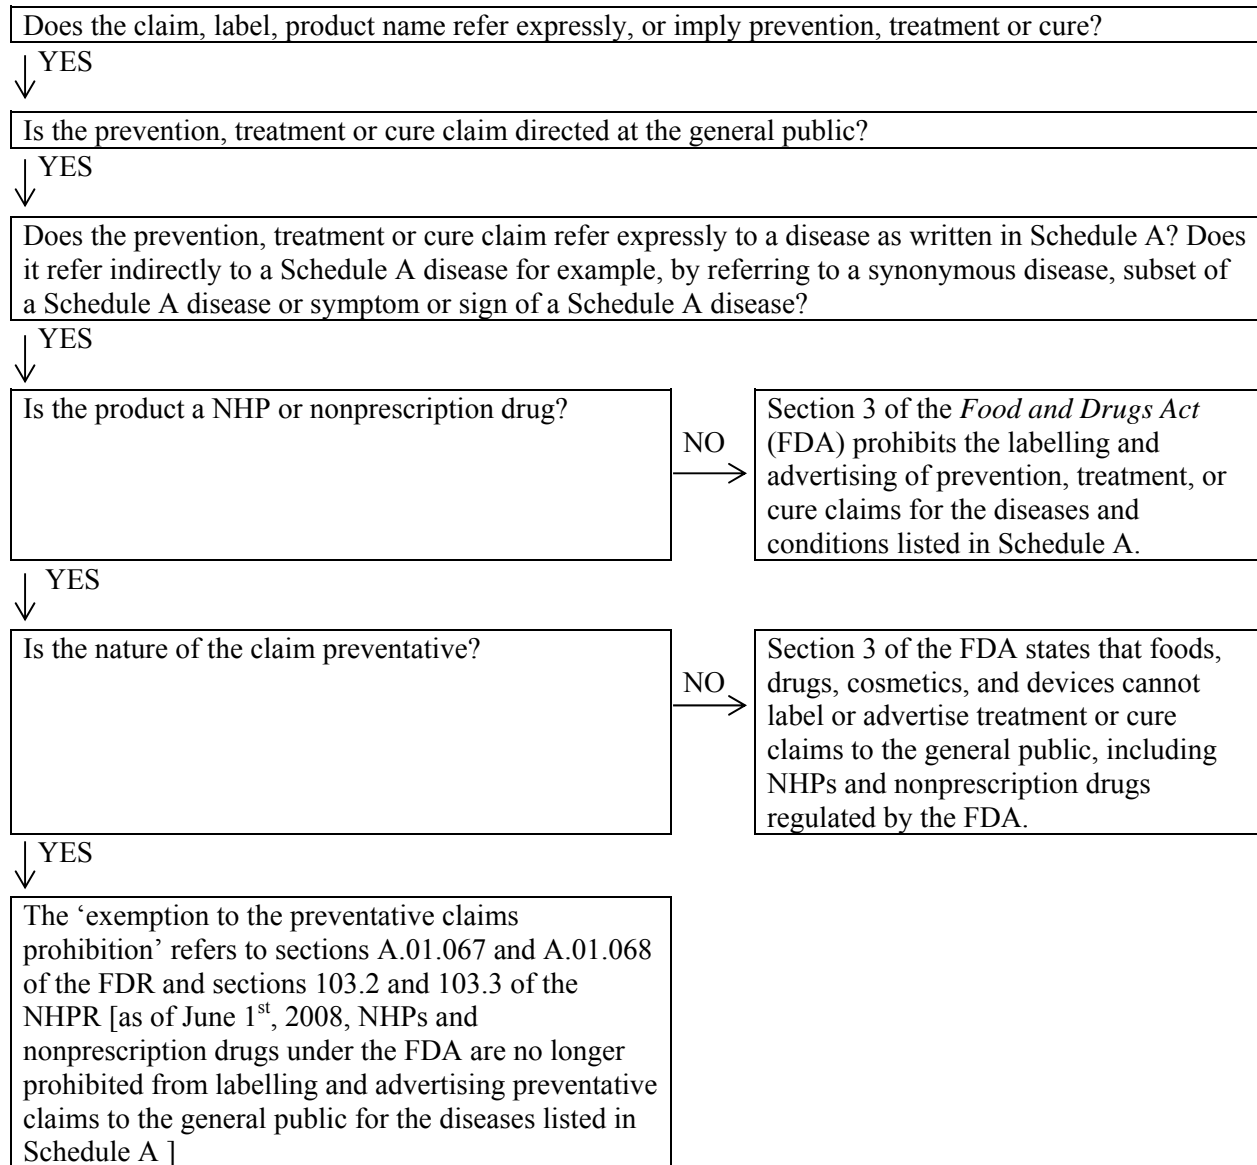 Does the claim, label, product name refer expressly, or imply prevention, treatment or cure?
YES
Is the prevention, treatment or cure claim directed at the general public?
YES
Does the prevention, treatment or cure claim refer expressly to a disease as written in Schedule A? Does
it refer indirectly to a Schedule A disease for example, by referring to a synonymous disease, subset of
a Schedule A disease or symptom or sign of a Schedule A disease?
YES
Is the product a NHP or nonprescription drug?
NO
Section 3 of the Food and Drugs Act
(FDA) prohibits the labelling and
advertising of prevention, treatment, or
cure claims for the diseases and
conditions listed in Schedule A.
YES
Is the nature of the claim preventative?
NO
Section 3 of the FDA states that foods,
drugs, cosmetics, and devices cannot
label or advertise treatment or cure
claims to the general public, including
NHPs and nonprescription drugs
regulated by the FDA.
YES
The ‘exemption to the preventative claims
prohibition’ refers to sections A.01.067 and A.01.068
of the FDR and sections 103.2 and 103.3 of the
NHPR [as of June 1st, 2008, NHPs and
nonprescription drugs under the FDA are no longer
prohibited from labelling and advertising preventative
claims to the general public for the diseases listed in
Schedule A ]